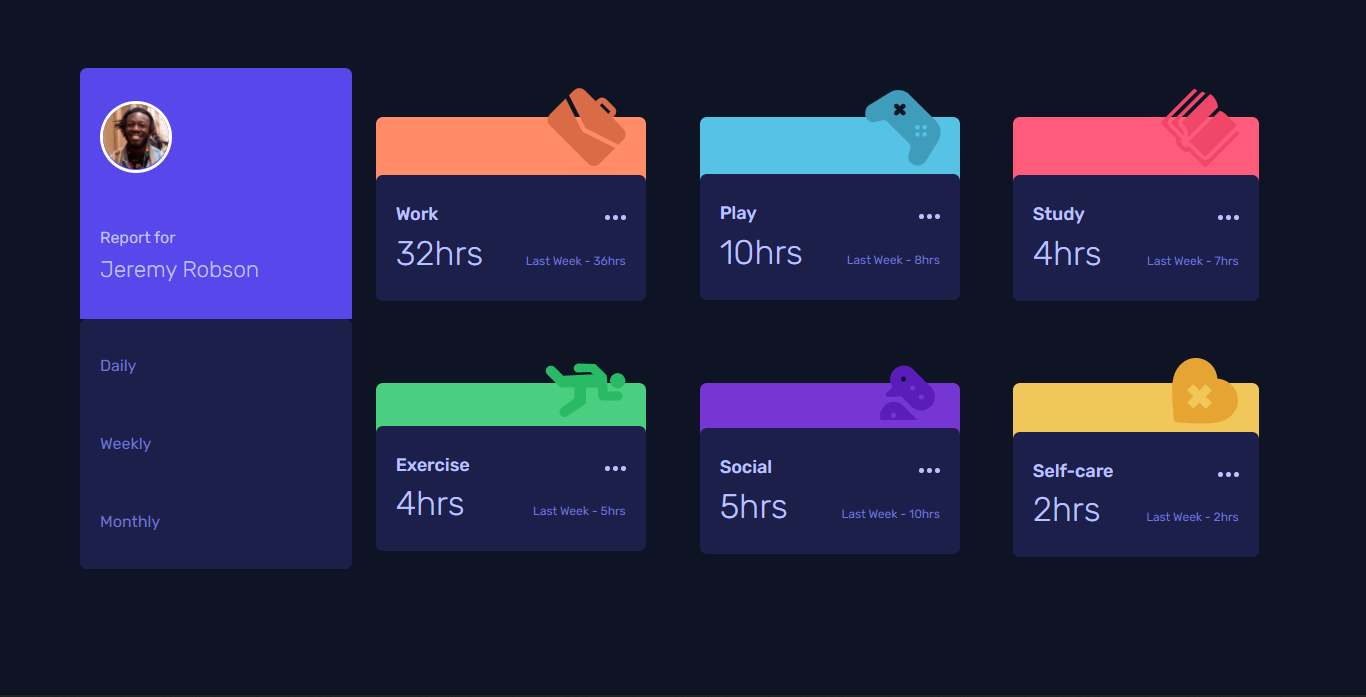 Report for
Jeremy Robson
Daily
Weekly
Monthly
Work
32hrs
Last Week - 36hrs
Play
10hrs
Last Week - 8hrs
Study
4hrs
Last Week - 7hrs
Exercise
4hrs
Last Week - 5hrs
Social
5hrs
Last Week - 10hrs
Self-care
2hrs
Last Week - 2hrs